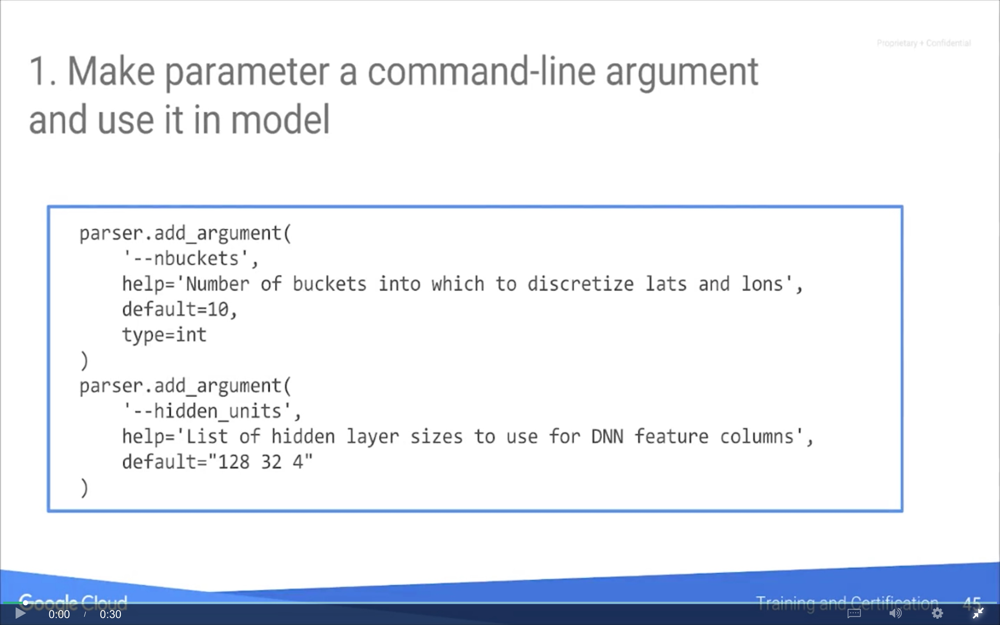 Proprietary + Confidential
1. Make parameter a command-line argument
and use it in model
parser.add_argument(
    '--nbuckets',
    help='Number of buckets into which to discretize lats and lons',
    default=10,
    type=int
)
parser.add_argument(
    '--hidden_units',
    help='List of hidden layer sizes to use for DNN feature columns',
    default="128 32 4"
)
Google Cloud
Training and Certification 45
0:00 / 0:30